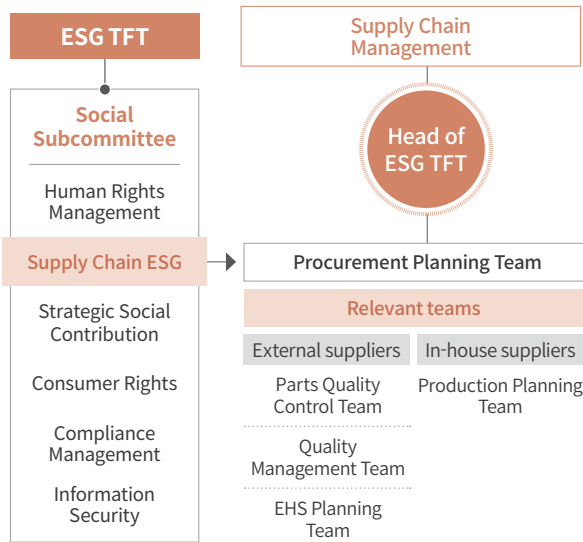 ESG TFT
Social
Subcommittee
Human Rights
Management
Supply Chain ESG
Strategic Social
Contribution
Consumer Rights
Compliance
Management
Information
Security
Supply Chain
Management
Head of
ESG TFT
Procurement Planning Team
Relevant teams
External suppliers
Parts Quality
Control Team
Quality
Management Team
EHS Planning
Team
In-house suppliers
Production Planning
Team